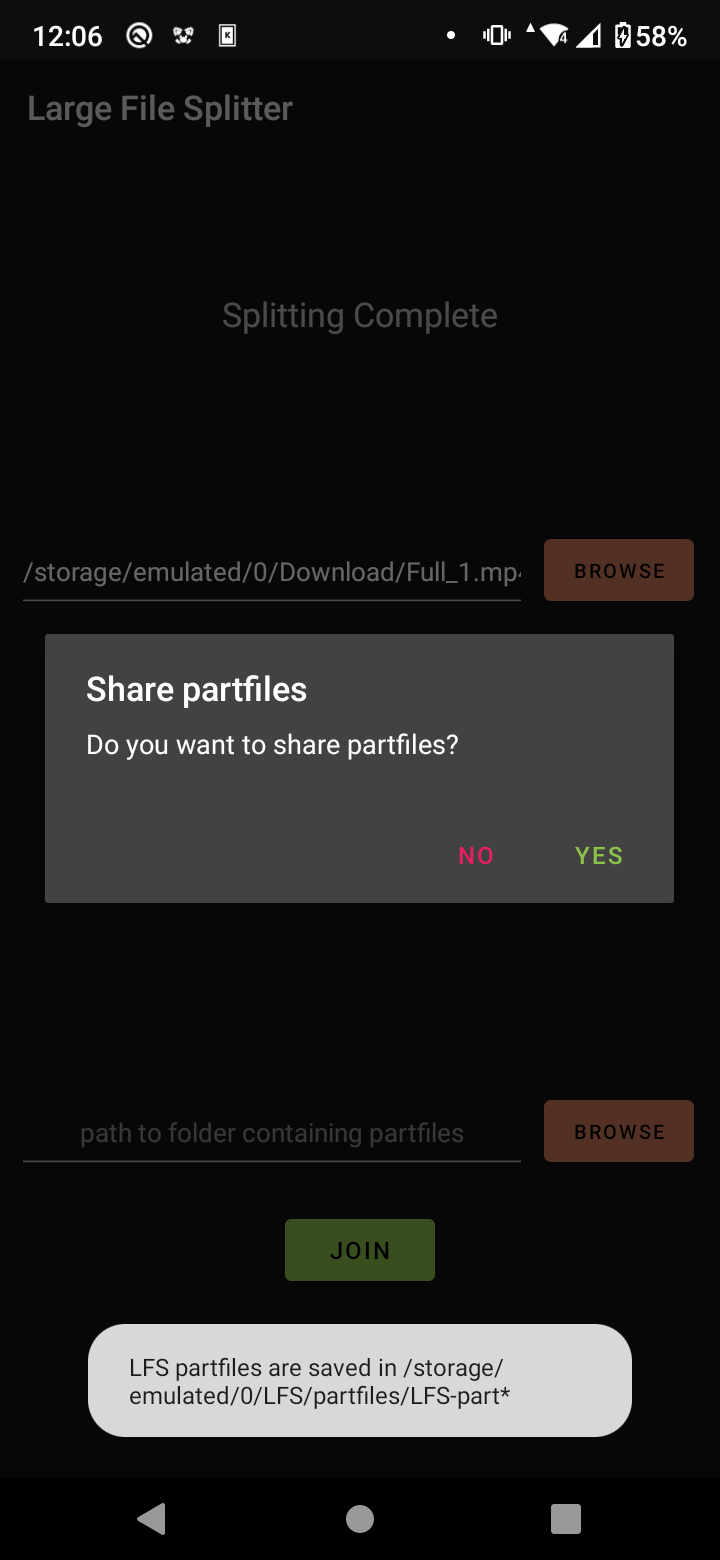 12:06
4
58%
Large File Splitter
Splitting Complete
/storage/emulated/0/Download/Full_1.mp4
BROWSE
Share partfiles
Do you want to share partfiles?
NO
YES
path to folder containing partfiles
BROWSE
JOIN
LFS partfiles are saved in /storage/
emulated/0/LFS/partfiles/LFS-part*